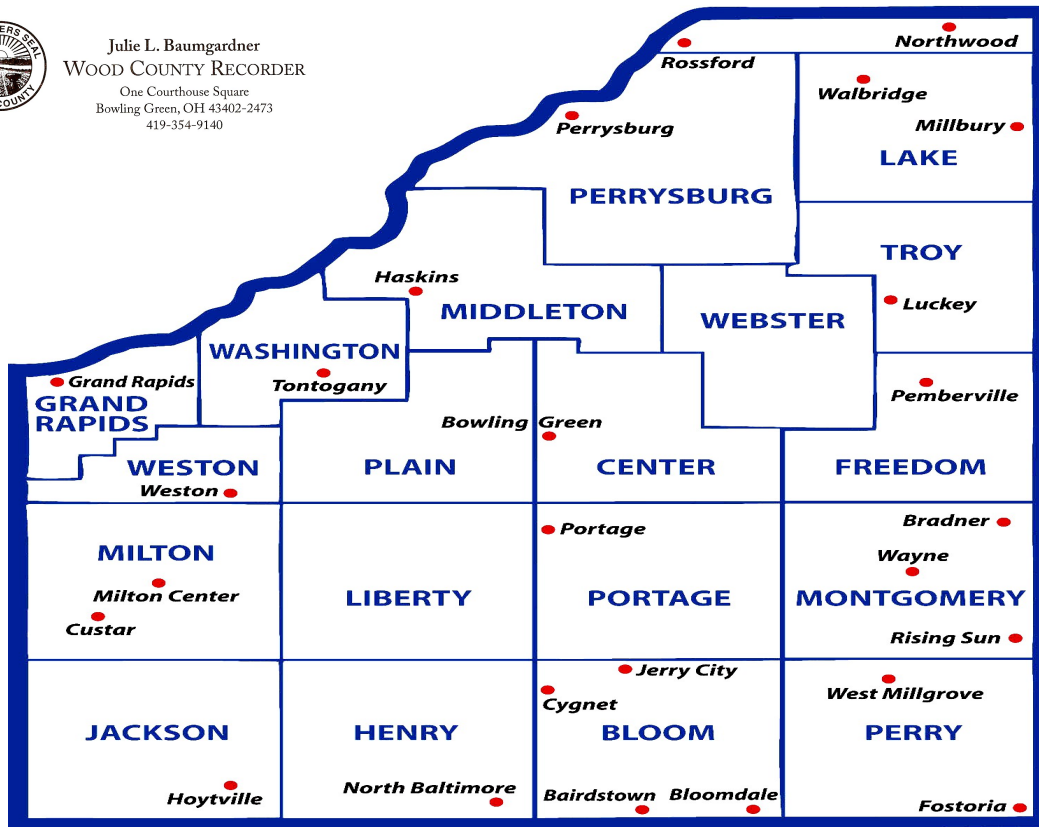 ERS SEAL
COUNTY
Julie L. Baumgardner
WOOD COUNTY RECORDER
One Courthouse Square
Bowling Green, OH 43402-2473
419-354-9140
Northwood
Rossford
Walbridge
Millbury
Perrysburg
LAKE
PERRYSBURG
TROY
Haskins
Luckey
MIDDLETON
WEBSTER
WASHINGTON
Tontogany
Grand Rapids
GRAND
RAPIDS
Pemberville
Bowling Green
WESTON
PLAIN
CENTER
FREEDOM
Weston
Bradner
Portage
MILTON
Wayne
Milton Center
LIBERTY
PORTAGE
MONTGOMERY
Custar
Rising Sun
Jerry City
West Millgrove
Cygnet
JACKSON
HENRY
BLOOM
PERRY
North Baltimore
Hoytville
Bairdstown
Bloomdale
Fostoria